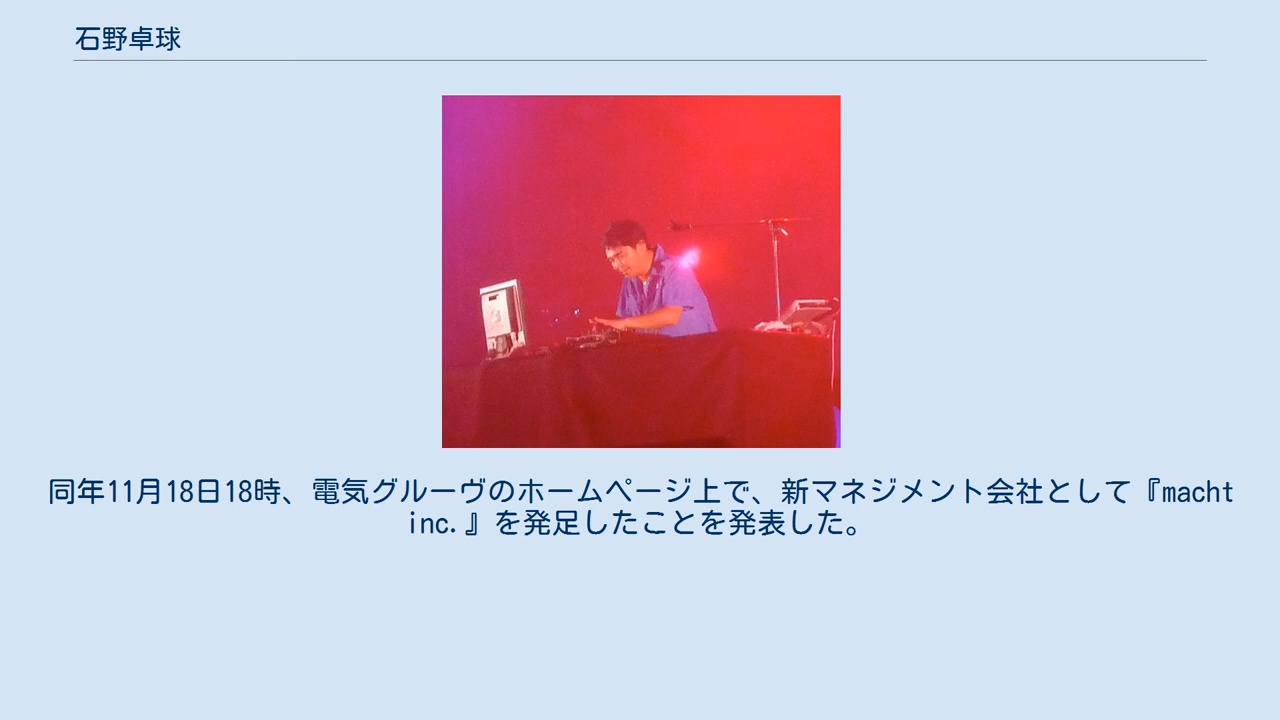 石野卓球
同年11月18日18時、電気グルーヴのホームページ上で、新マネジメント会社として『macht
inc.』を発足したことを発表した。